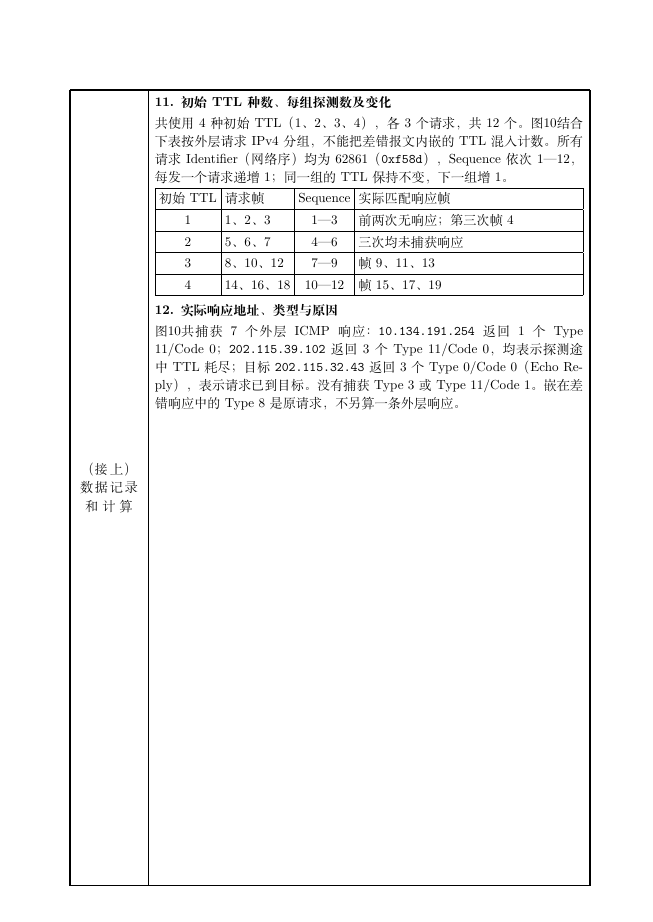 11. 初始 TTL 种数、每组探测数及变化
共使用 4 种初始 TTL（1、2、3、4），各 3 个请求，共 12 个。图10结合
下表按外层请求 IPv4 分组，不能把差错报文内嵌的 TTL 混入计数。所有
请求 Identifier（网络序）均为 62861（0xf58d），Sequence 依次 1—12，
每发一个请求递增 1；同一组的 TTL 保持不变，下一组增 1。
初始 TTL 请求帧 Sequence 实际匹配响应帧
1 1、2、3 1—3 前两次无响应；第三次帧 4
2 5、6、7 4—6 三次均未捕获响应
3 8、10、12 7—9 帧 9、11、13
4 14、16、18 10—12 帧 15、17、19
12. 实际响应地址、类型与原因
图10共捕获 7 个外层 ICMP 响应：10.134.191.254 返回 1 个 Type
11/Code 0；202.115.39.102 返回 3 个 Type 11/Code 0，均表示探测途
中 TTL 耗尽；目标 202.115.32.43 返回 3 个 Type 0/Code 0（Echo Re-
ply），表示请求已到目标。没有捕获 Type 3 或 Type 11/Code 1。嵌在差
错响应中的 Type 8 是原请求，不另算一条外层响应。
（接上）
数据记录
和 计 算